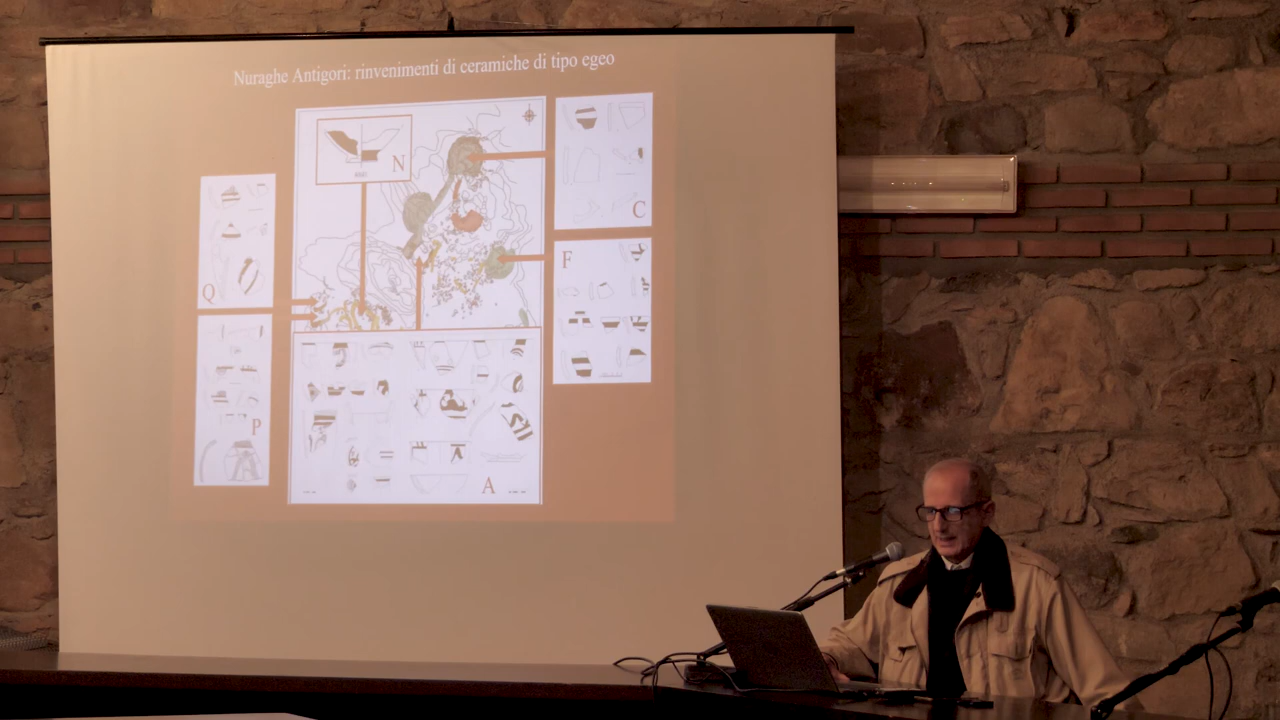 Nuraghe Antigori: rinvenimenti di ceramiche di tipo egeo
N
C
F
Q
P
A